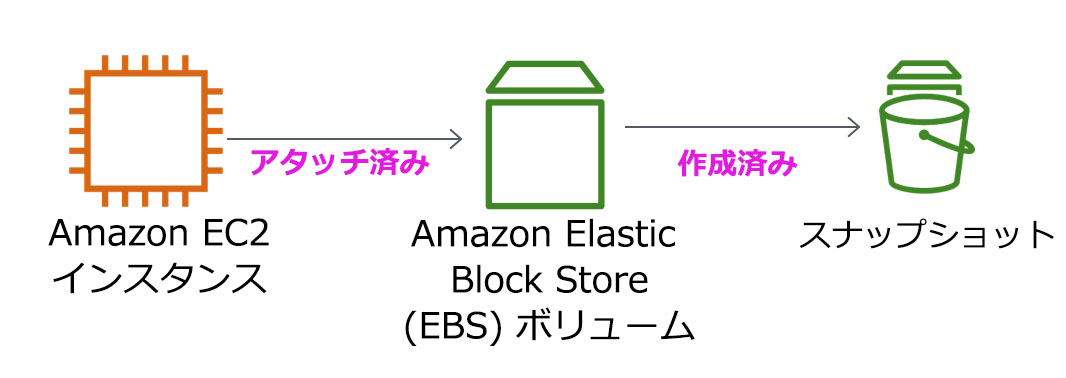 アタッチ済み
作成済み
Amazon EC2
インスタンス
Amazon Elastic
Block Store
(EBS) ボリューム
スナップショット